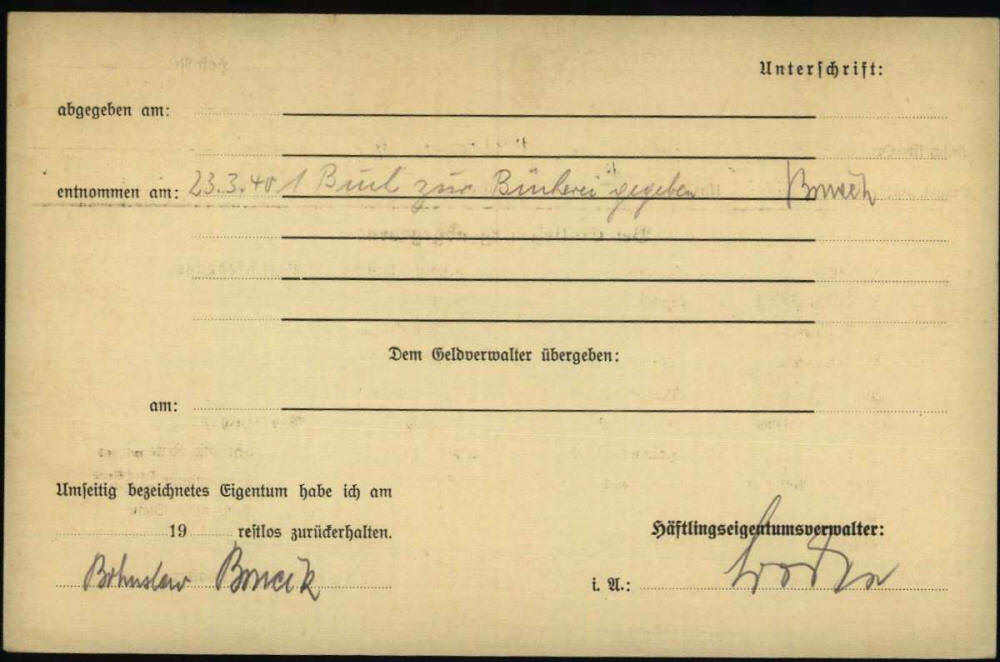 Unterschrift:
abgegeben am:
entnommen am: 23.3.40 1 Buch zur Bücherei gegeben
Dem Geldverwalter übergeben:
am:
Umseitig bezeichnetes Eigentum habe ich am
19 restlos zurückerhalten.
Häftlingseigentumsverwalter:
Bohuslaw
i. A.: